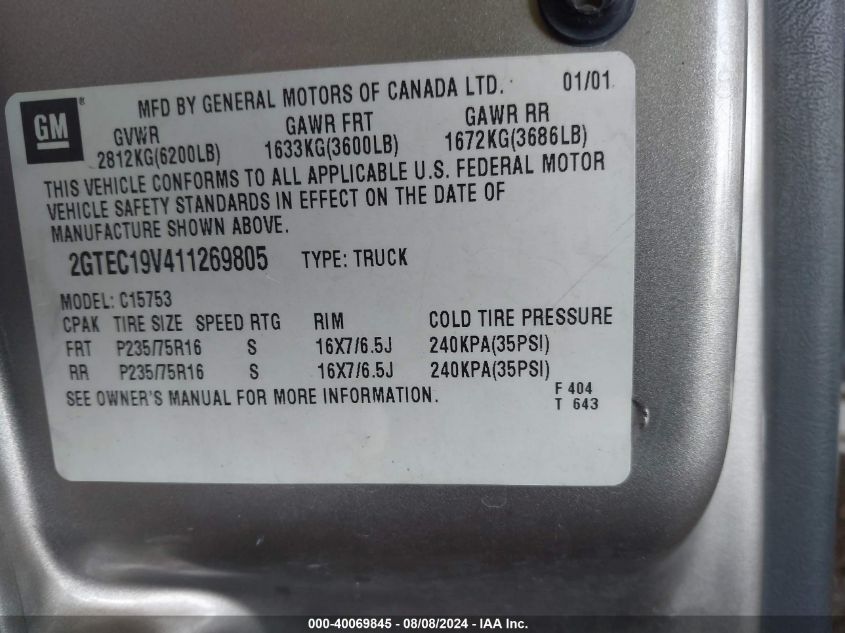 GM®
MFD BY GENERAL MOTORS OF CANADA LTD. 01/01
GVWR GAWR FRT GAWR RR
2812KG(6200LB) 1633KG(3600LB) 1672KG(3686LB)
THIS VEHICLE CONFORMS TO ALL APPLICABLE U.S. FEDERAL MOTOR
VEHICLE SAFETY STANDARDS IN EFFECT ON THE DATE OF
MANUFACTURE SHOWN ABOVE.
2GTEC19V411269805 TYPE: TRUCK
MODEL: C15753
CPAK TIRE SIZE SPEED RTG RIM COLD TIRE PRESSURE
FRT P235/75R16 S 16X7/6.5J 240KPA(35PSI)
RR P235/75R16 S 16X7/6.5J 240KPA(35PSI)
SEE OWNER'S MANUAL FOR MORE INFORMATION.
F 404
T 643
000-40069845 - 08/08/2024 - IAA Inc.